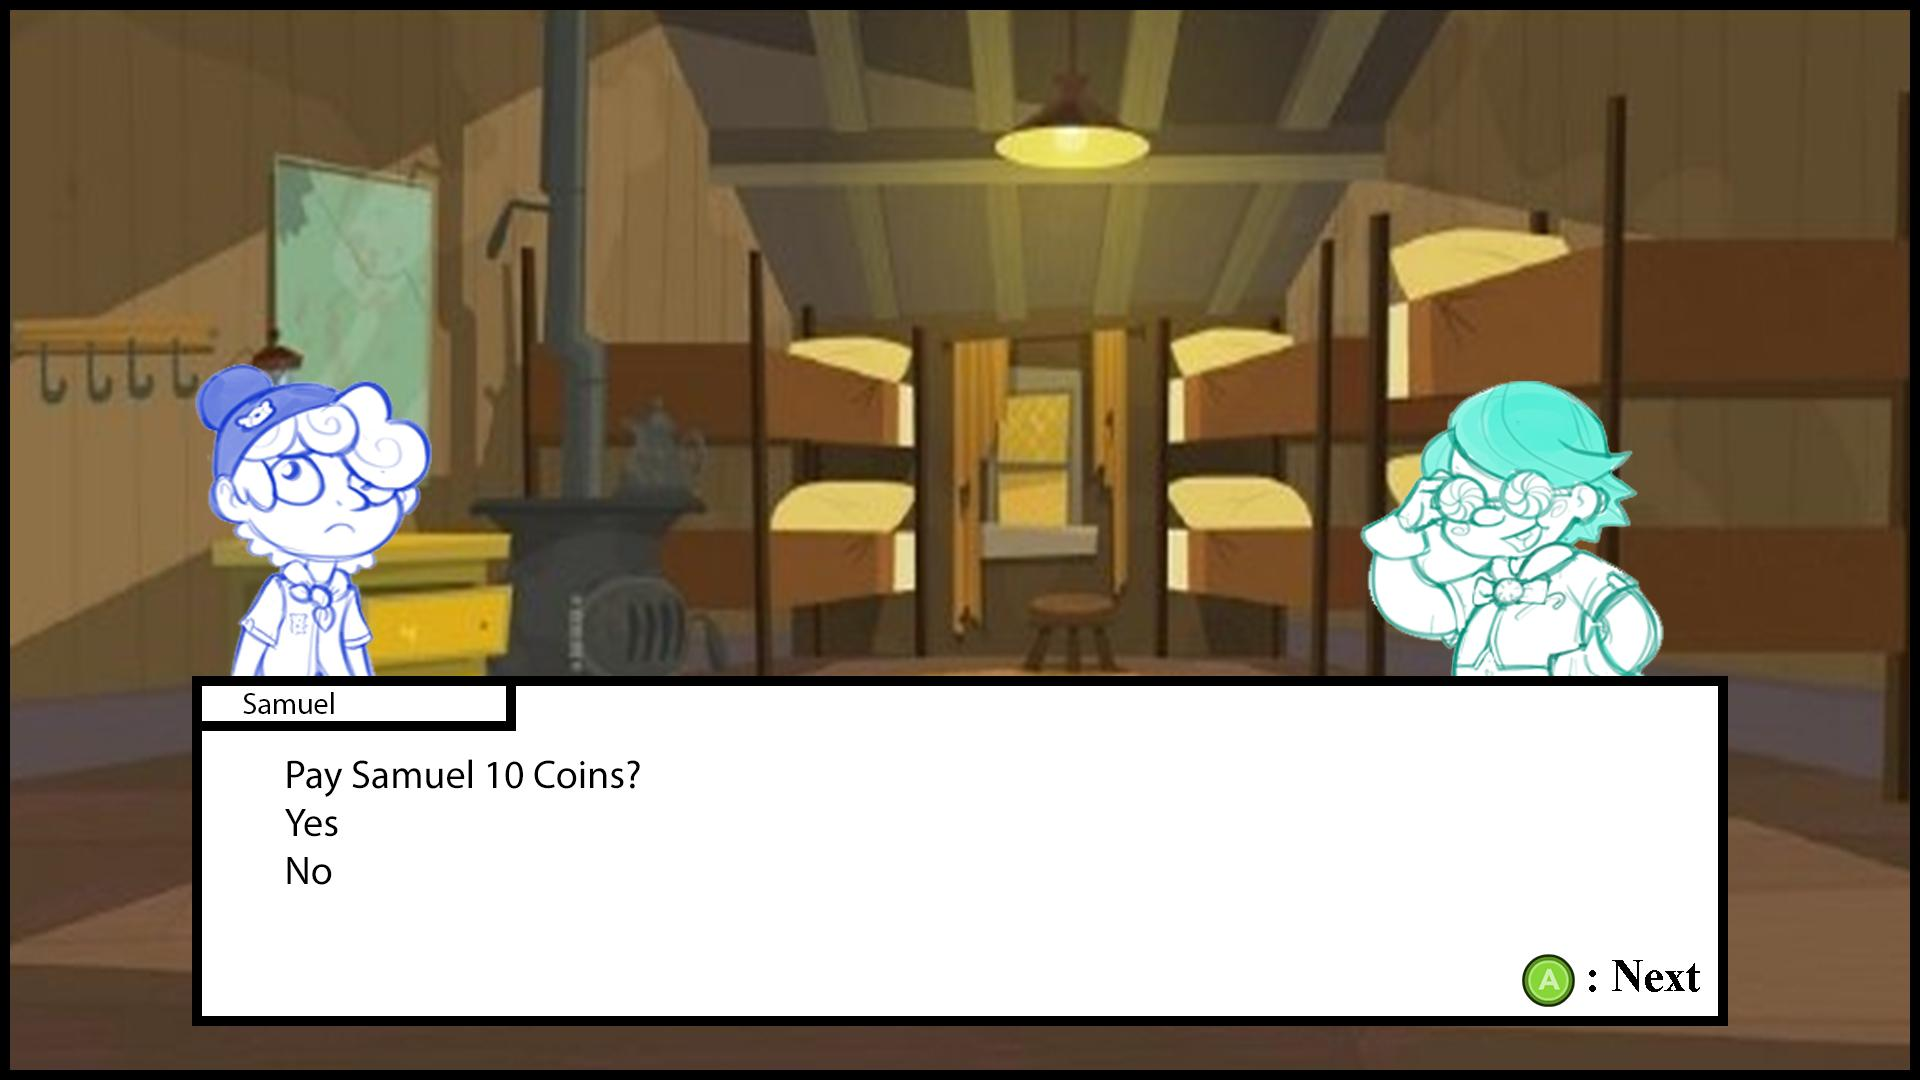 Samuel
Pay Samuel 10 Coins?
Yes
No
A : Next